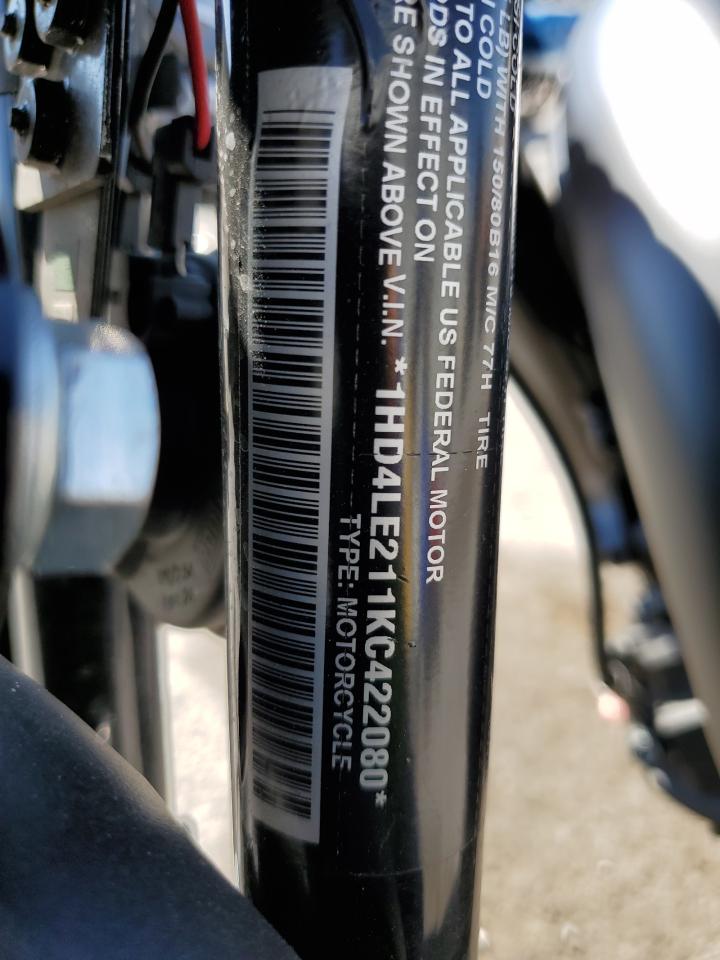 LB) WITH 150/80B16 M/C 77H TIRE
COLD
TO ALL APPLICABLE US FEDERAL MOTOR
DS IN EFFECT ON
RE SHOWN ABOVE V.I.N. *1HD4LE211KC422080*
TYPE: MOTORCYCLE